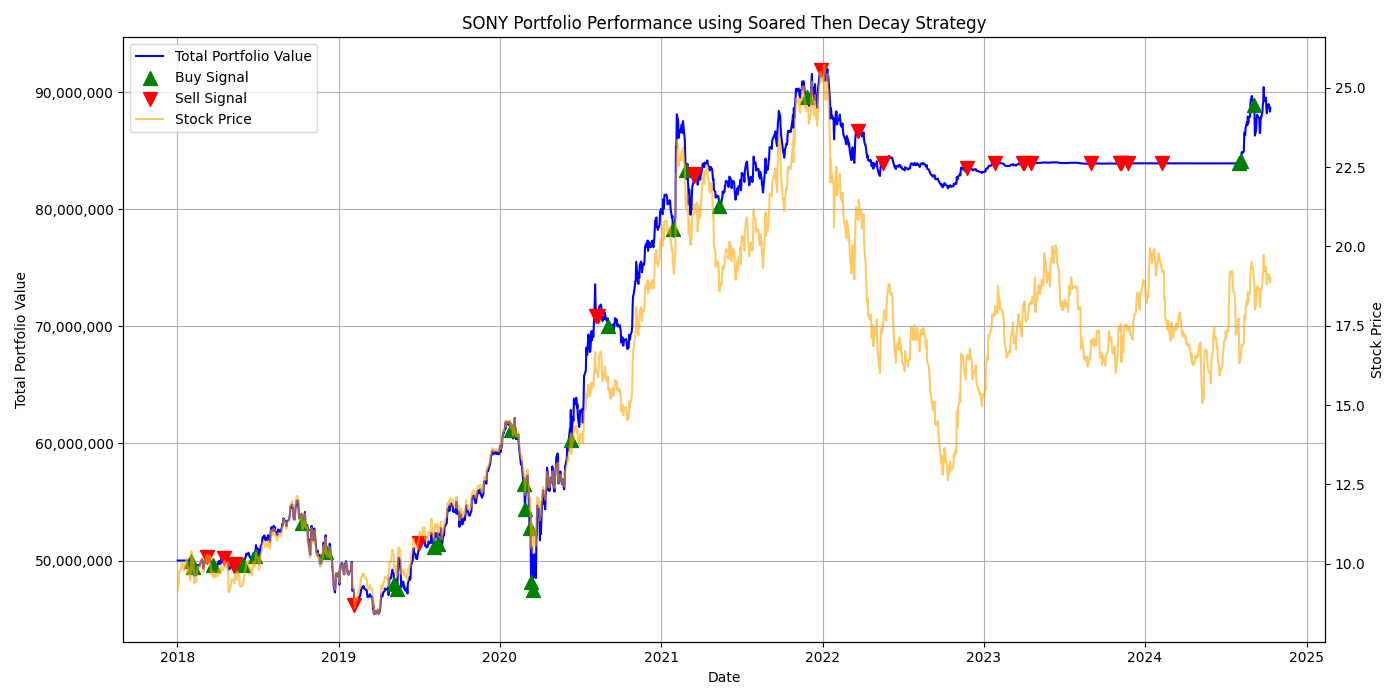 SONY Portfolio Performance using Soared Then Decay Strategy
Total Portfolio Value
Buy Signal
Sell Signal
Stock Price
90,000,000
80,000,000
70,000,000
60,000,000
50,000,000
Total Portfolio Value
25.0
22.5
20.0
17.5
15.0
12.5
10.0
Stock Price
2018 2019 2020 2021 2022 2023 2024 2025
Date